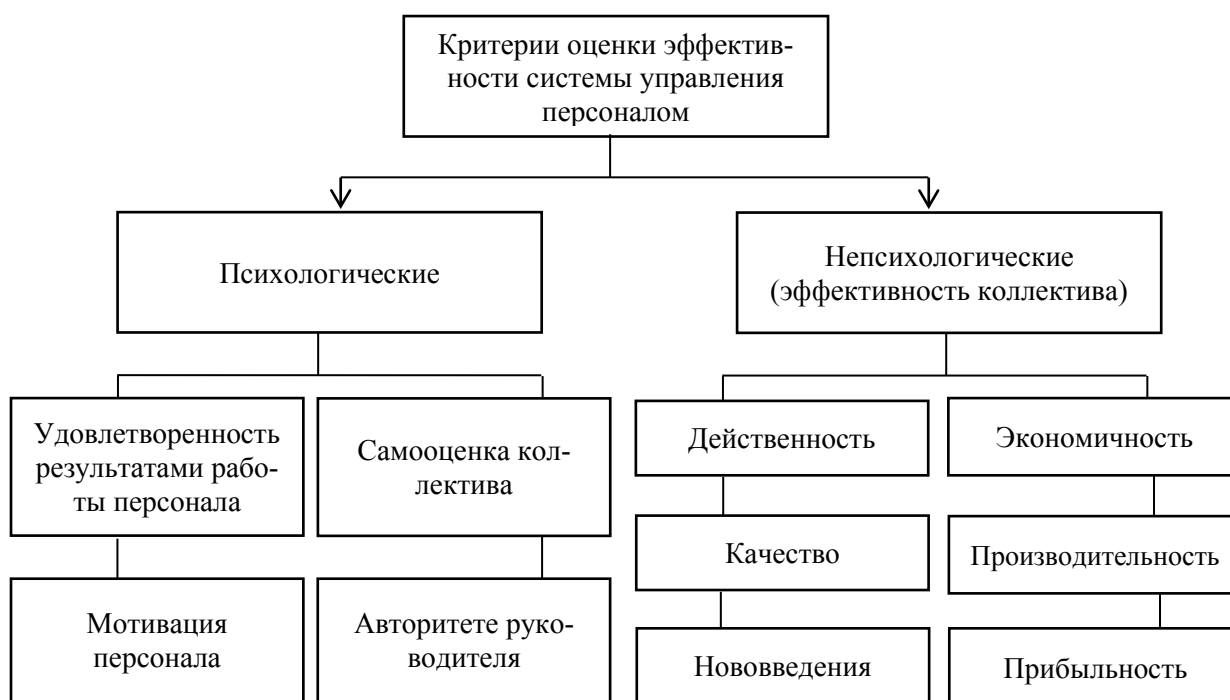 Критерии оценки эффектив-
ности системы управления
персоналом
Психологические
Непсихологические
(эффективность коллектива)
Удовлетворенность
результатами рабо-
ты персонала
Самооценка кол-
лектива
Действенность
Экономичность
Качество
Производительность
Мотивация
персонала
Авторитете руко-
водителя
Нововведения
Прибыльность